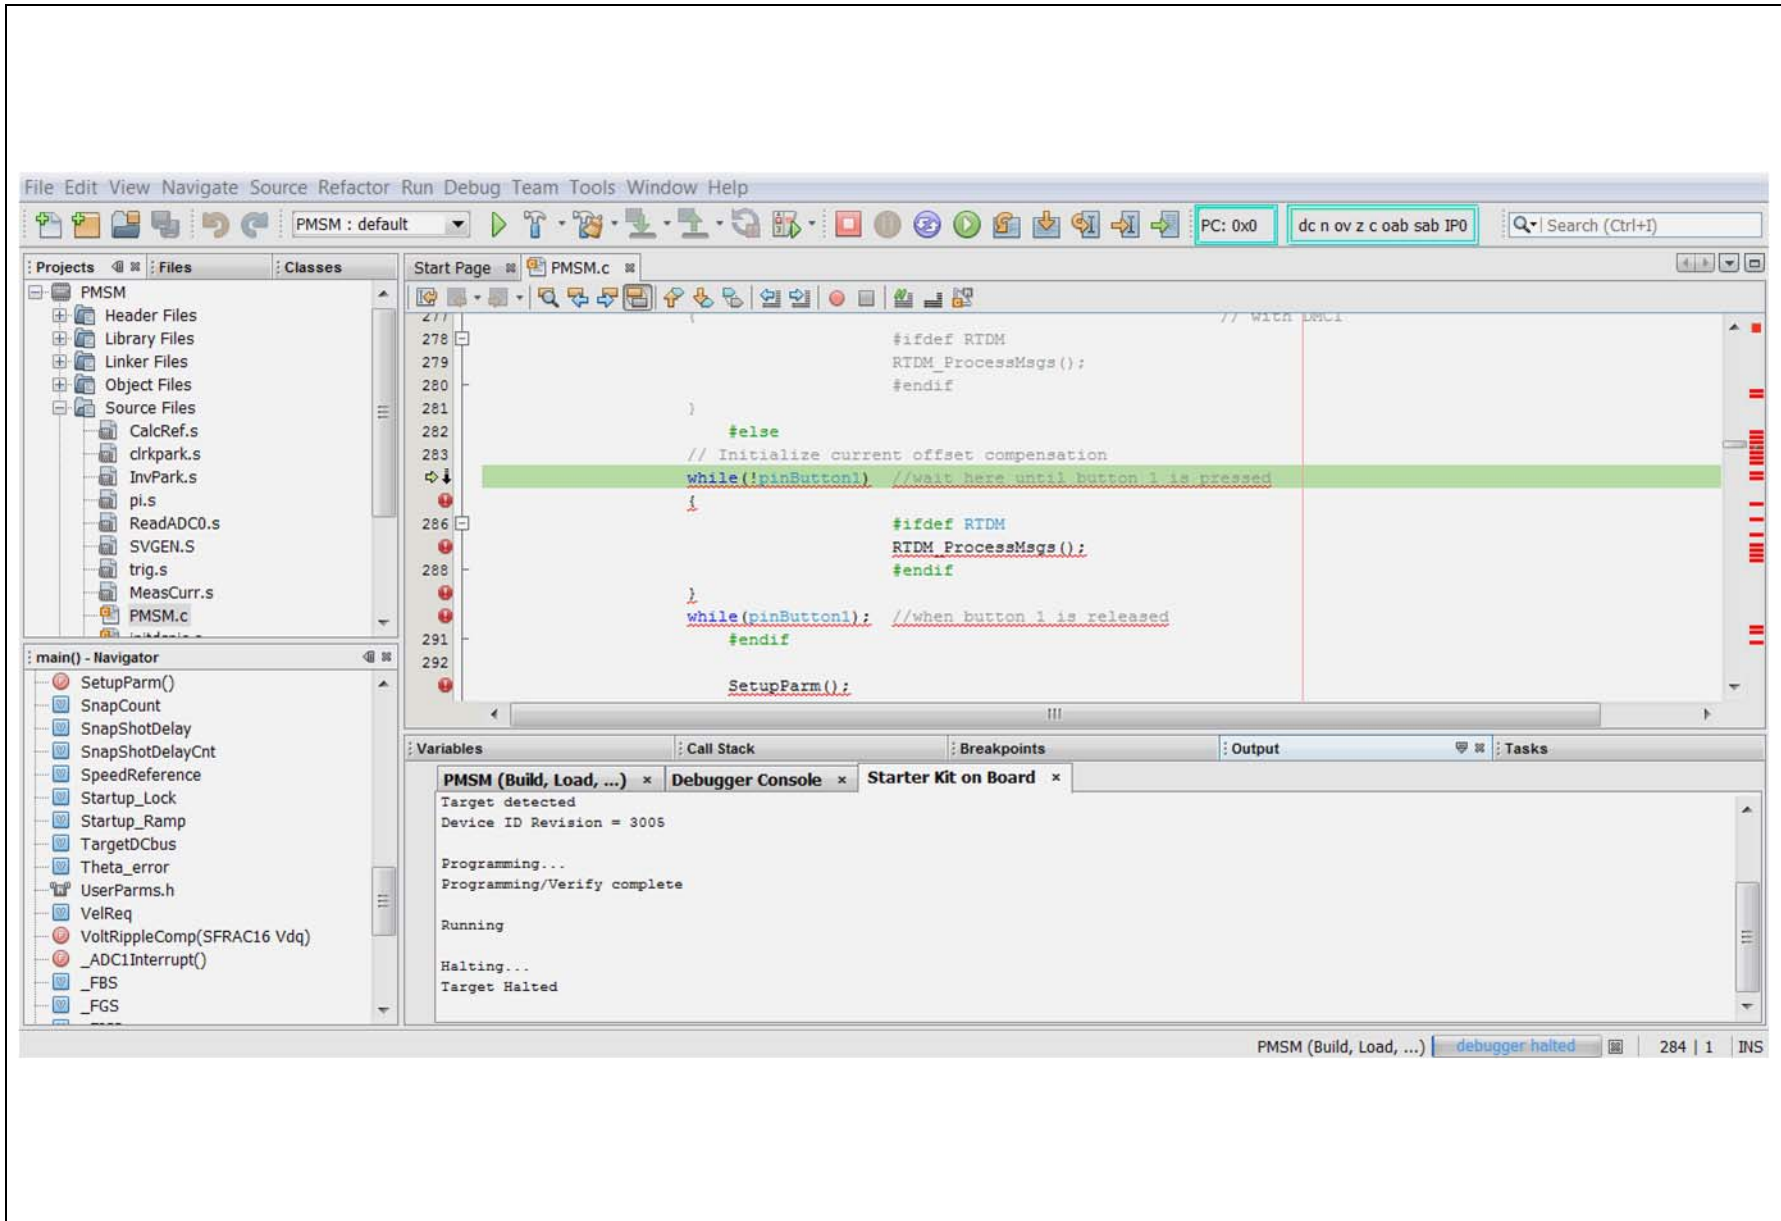 File Edit View Navigate Source Refactor Run Debug Team Tools Window Help
PMSM : default
PC: 0x0
dc n ov z c oab sab IP0
Search (Ctrl+I)
Projects
Files
Classes
PMSM
Header Files
Library Files
Linker Files
Object Files
Source Files
CalcRef.s
clrkpark.s
InvPark.s
pi.s
ReadADC0.s
SVGEN.S
trig.s
MeasCurr.s
PMSM.c
main() - Navigator
SetupParm()
SnapCount
SnapShotDelay
SnapShotDelayCnt
SpeedReference
Startup_Lock
Startup_Ramp
TargetDCbus
Theta_error
UserParms.h
VelReq
VoltRippleComp(SFRAC16 Vdq)
_ADC1Interrupt()
_FBS
_FGS
Start Page
PMSM.c
277 { // with DMCI
278 #ifdef RTDM
279 RTDM_ProcessMsgs();
280 #endif
281 }
282 #else
283 // Initialize current offset compensation
while(!pinButton1) //wait here until button 1 is pressed
{
286 #ifdef RTDM
RTDM_ProcessMsgs();
288 #endif
}
while(pinButton1); //when button 1 is released
291 #endif
292
SetupParm();
Variables
Call Stack
Breakpoints
Output
Tasks
PMSM (Build, Load, ...)
Debugger Console
Starter Kit on Board
Target detected
Device ID Revision = 3005
Programming...
Programming/Verify complete
Running
Halting...
Target Halted
PMSM (Build, Load, ...)
debugger halted
284 | 1
INS